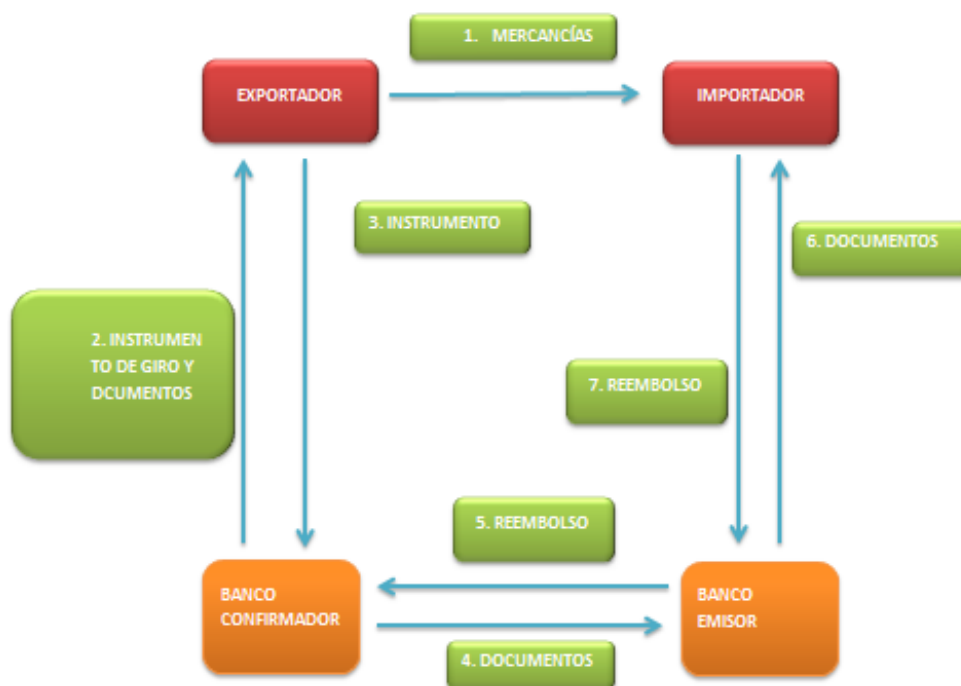 1. MERCANCÍAS
EXPORTADOR
IMPORTADOR
3. INSTRUMENTO
6. DOCUMENTOS
2. INSTRUMEN
TO DE GIRO Y
DCUMENTOS
7. REEMBOLSO
5. REEMBOLSO
BANCO
CONFIRMADOR
BANCO
EMISOR
4. DOCUMENTOS